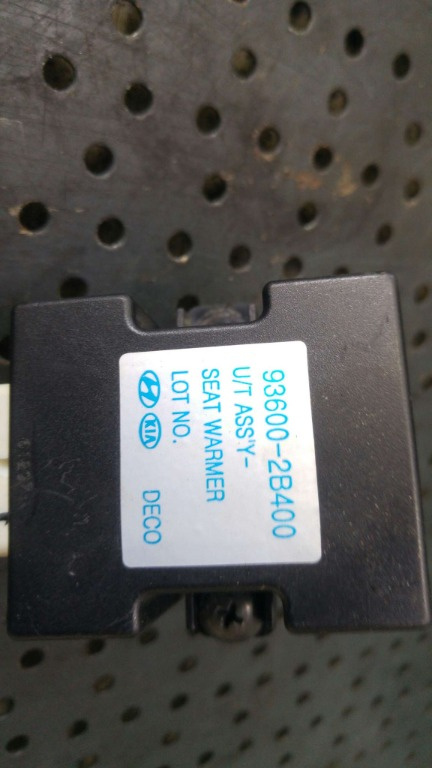 93600-2B400
U/T ASS'Y-
SEAT WARMER
LOT NO.
KIA DECO